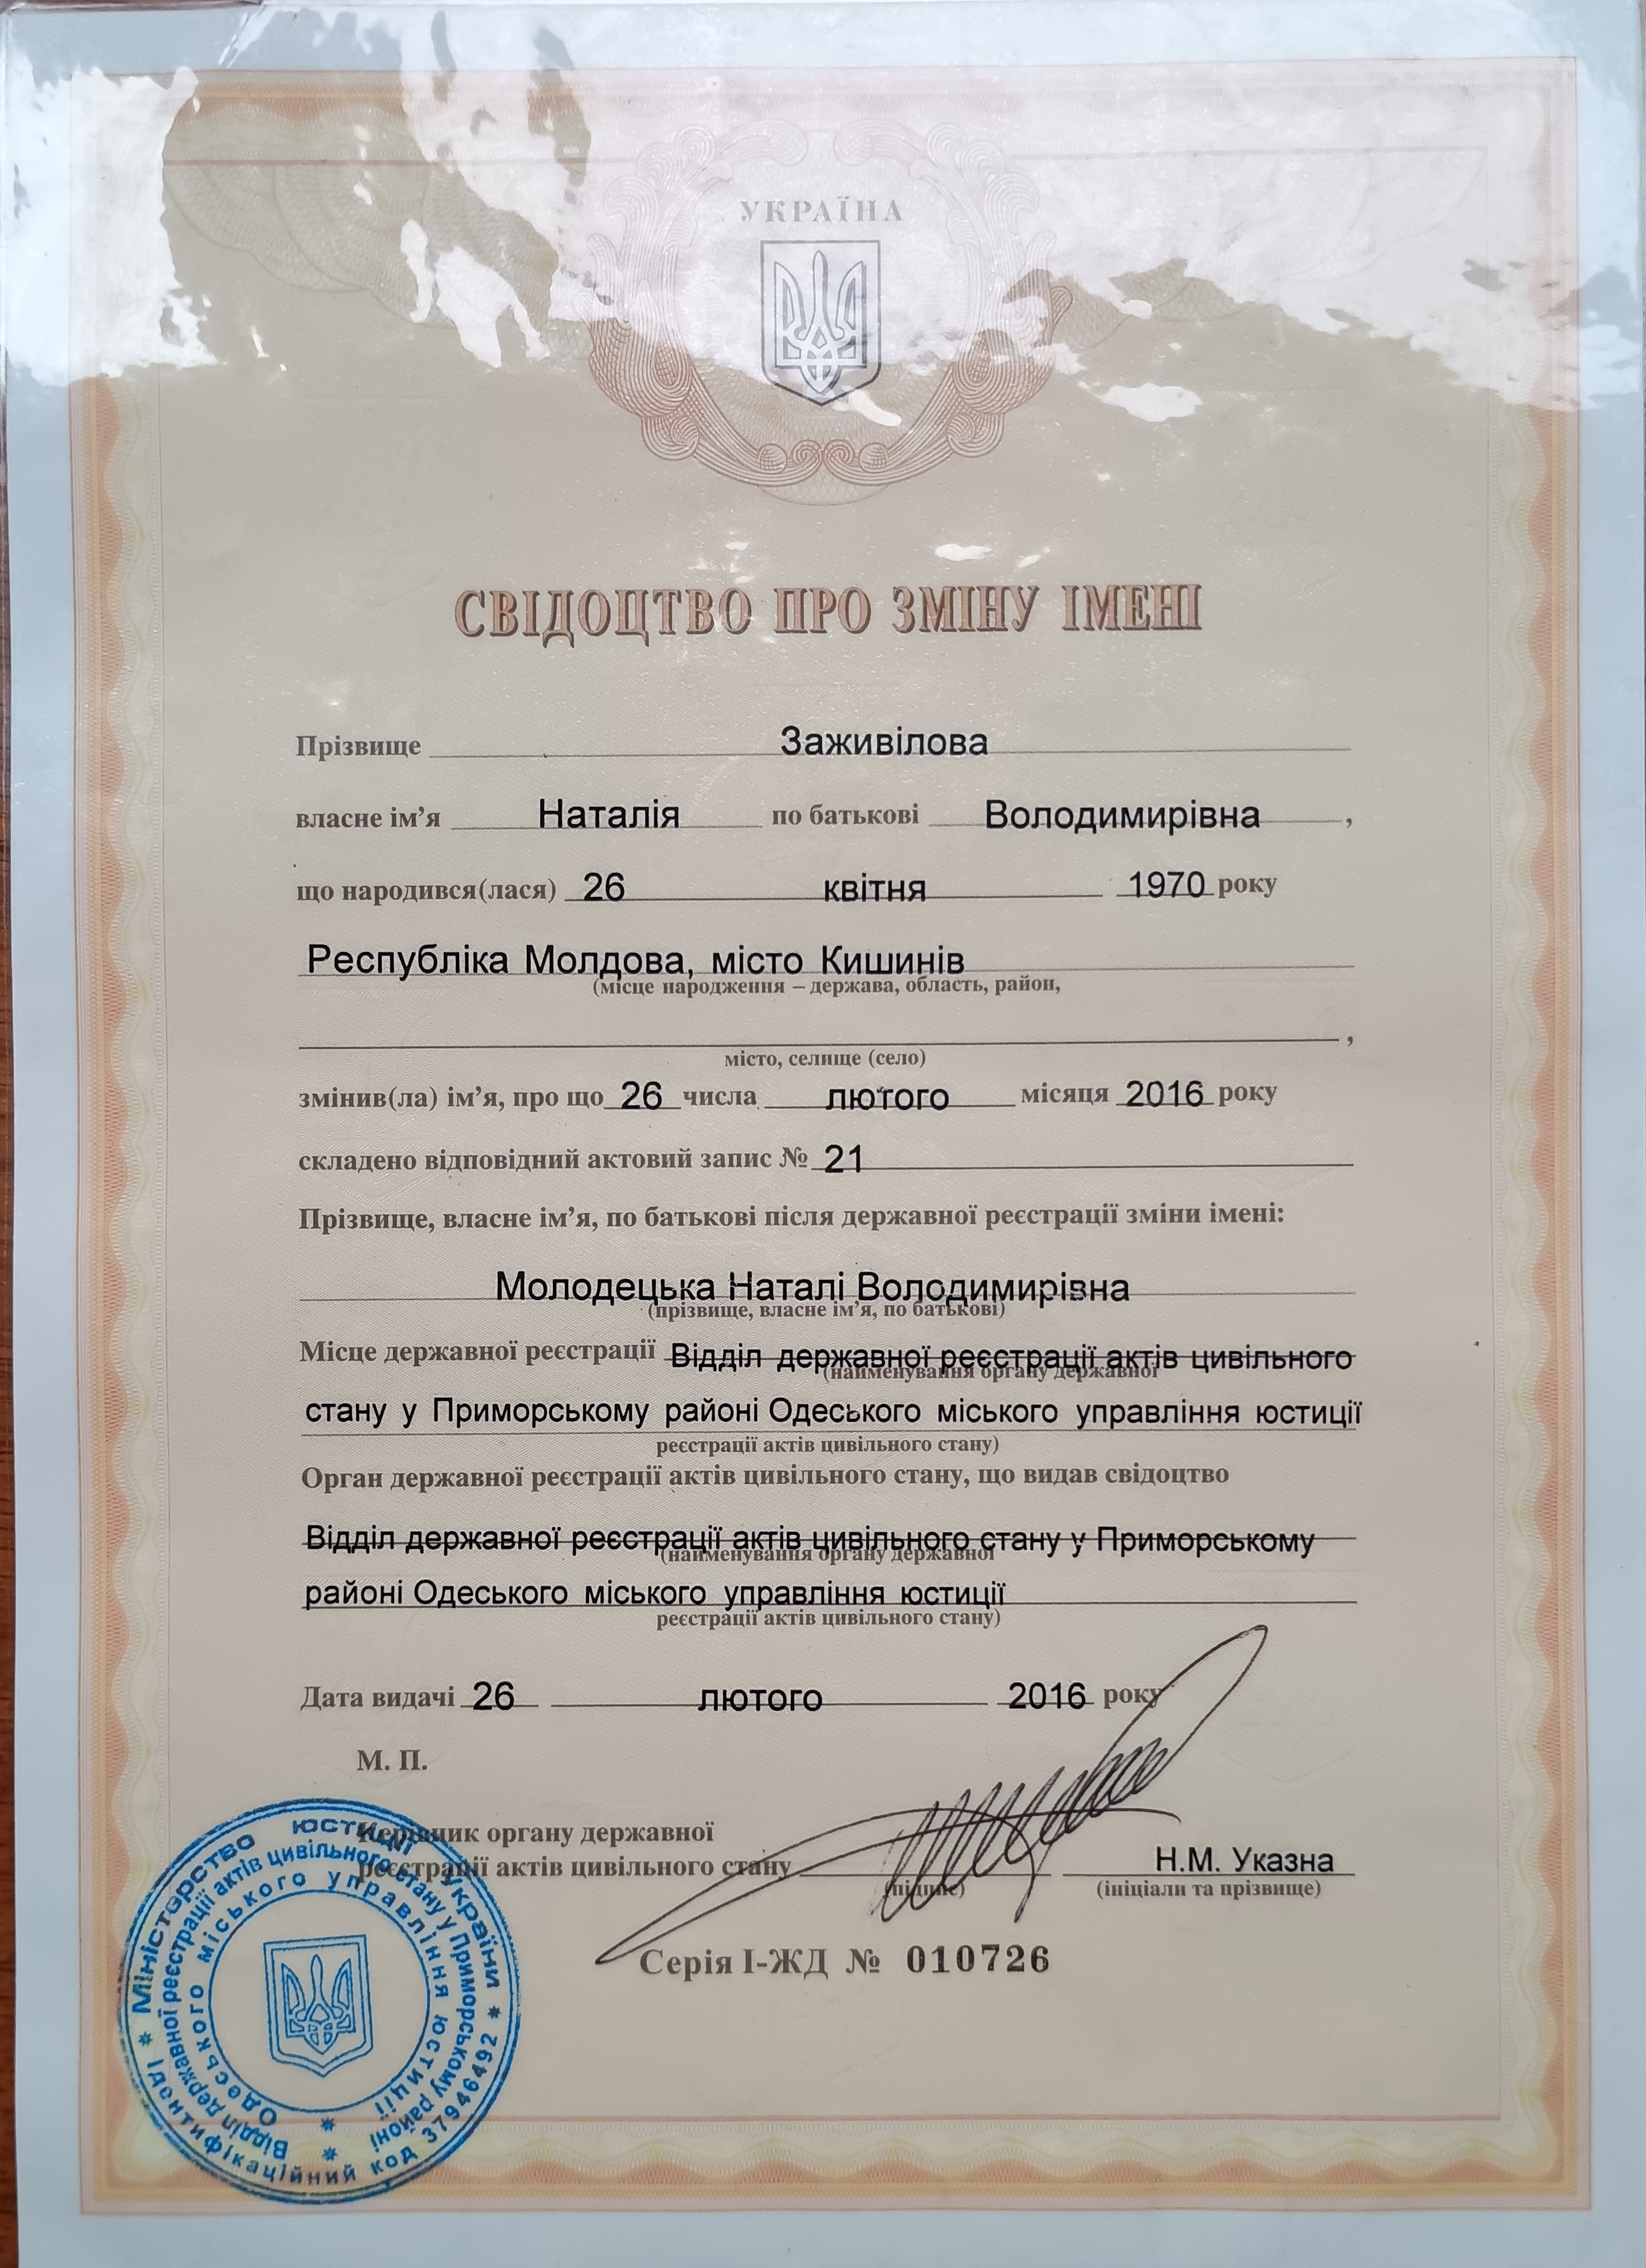 УКРАЇНА
СВІДОЦТВО ПРО ЗМІНУ ІМЕНІ
Прізвище Заживілова
власне ім’я Наталія по батькові Володимирівна ,
що народився(лася) 26 квітня 1970 року
Республіка Молдова, місто Кишинів
(місце народження – держава, область, район,
,
місто, селище (село)
змінив(ла) ім’я, про що 26 числа лютого місяця 2016 року
складено відповідний актовий запис № 21
Прізвище, власне ім’я, по батькові після державної реєстрації зміни імені:
Молодецька Наталі Володимирівна
(прізвище, власне ім’я, по батькові)
Місце державної реєстрації Відділ державної реєстрації актів цивільного
(найменування органу державної
стану у Приморському районі Одеського міського управління юстиції
реєстрації актів цивільного стану)
Орган державної реєстрації актів цивільного стану, що видав свідоцтво
Відділ державної реєстрації актів цивільного стану у Приморському
(найменування органу державної
районі Одеського міського управління юстиції
реєстрації актів цивільного стану)
Дата видачі 26 лютого 2016 року
М. П.
Керівник органу державної
реєстрації актів цивільного стану Н.М. Указна
(підпис) (ініціали та прізвище)
Серія І-ЖД № 010726
Міністерство юстиції України * Ідентифікаційний код 37946492 *
Відділ державної реєстрації актів цивільного стану у Приморському районі *
Одеського міського управління юстиції *